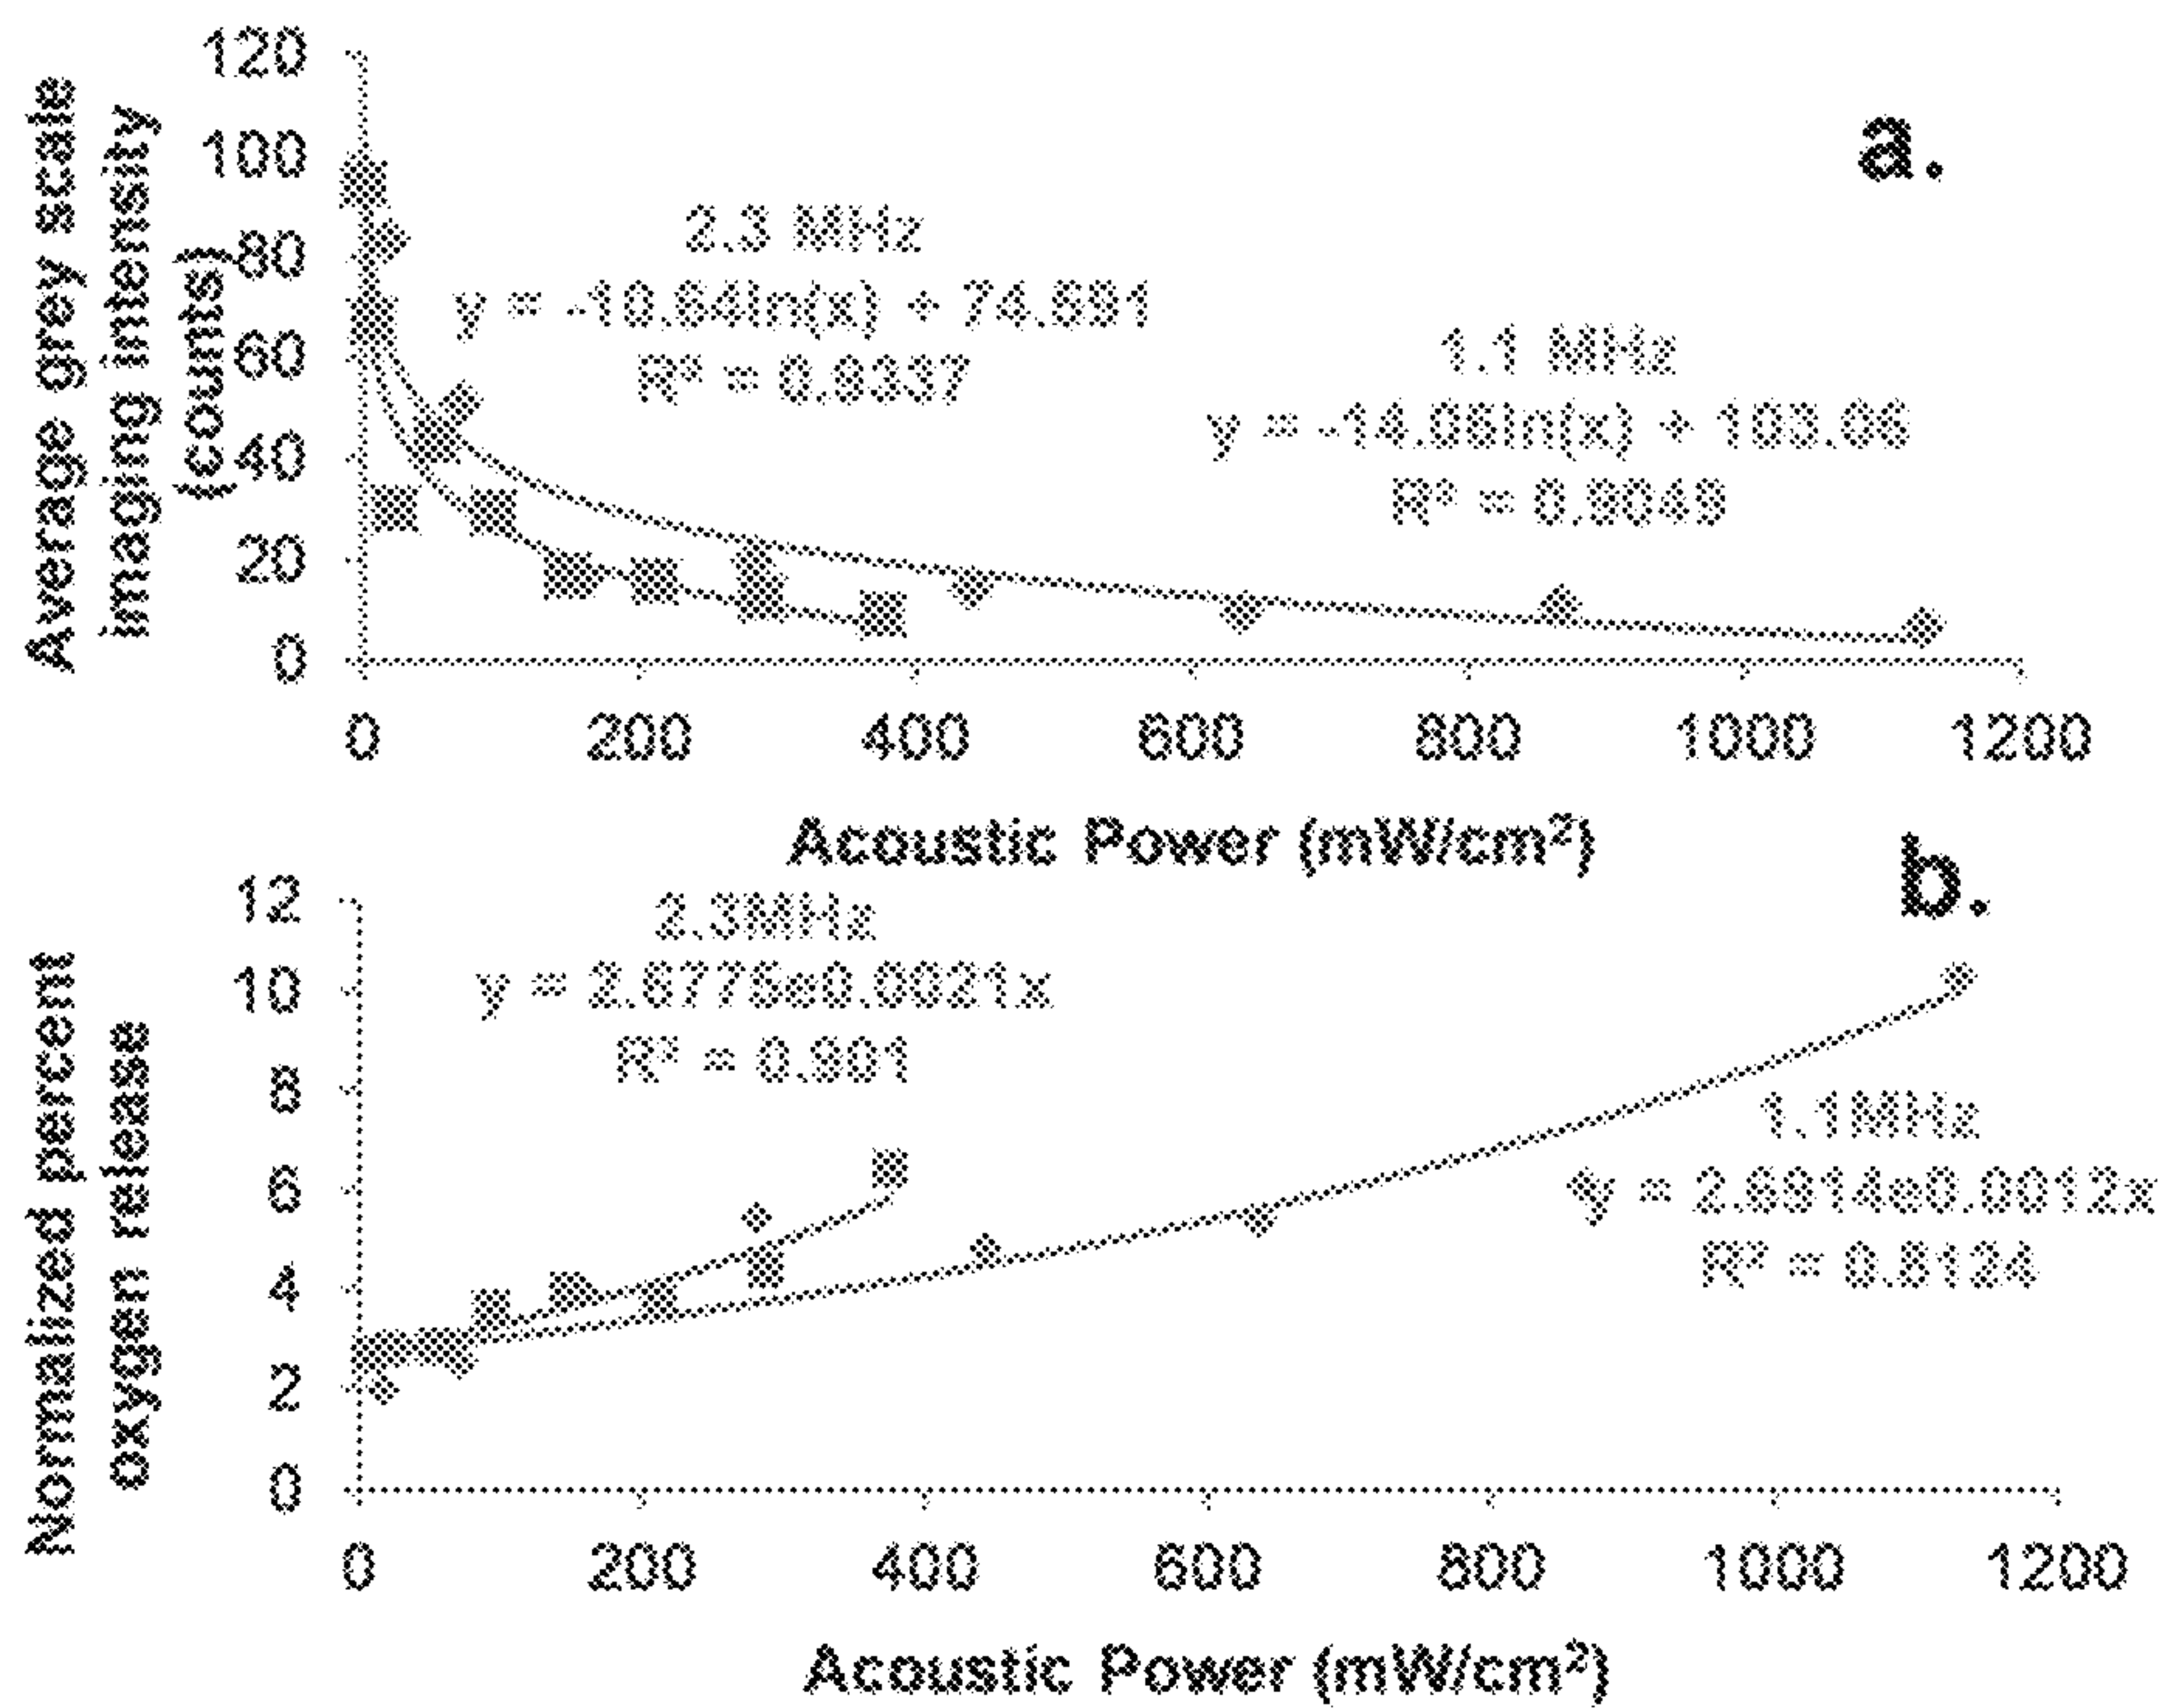 a.
Average grey scale
imaging intensity
(counts)
120
100
80
60
40
20
0
2.3 MHz
y = -10.64ln(x) + 74.691
R² = 0.9337
1.1 MHz
y = -14.06ln(x) + 103.06
R² = 0.9049
0 200 400 600 800 1000 1200
Acoustic Power (mW/cm²)
b.
Normalized percent
oxygen release
12
10
8
6
4
2
0
2.3MHz
y = 2.6775e0.0021x
R² = 0.901
1.1MHz
y = 2.6914e0.0012x
R² = 0.8124
0 200 400 600 800 1000 1200
Acoustic Power (mW/cm²)